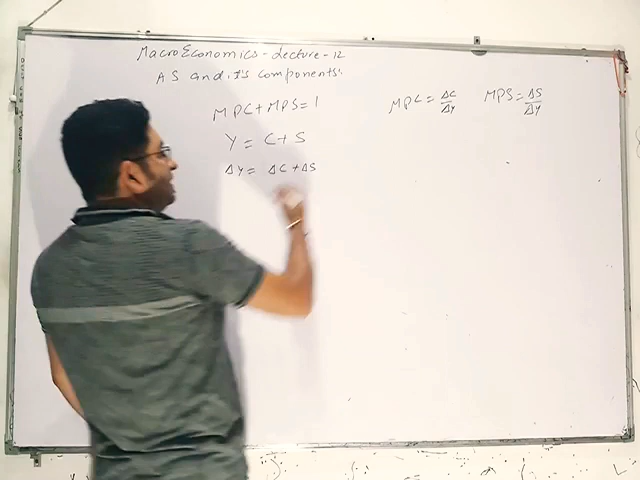 MacroEconomics - Lecture - 12
AS and its components:
MPC + MPS = 1
MPC = ΔC/ΔY MPS = ΔS/ΔY
Y = C + S
ΔY = ΔC + ΔS